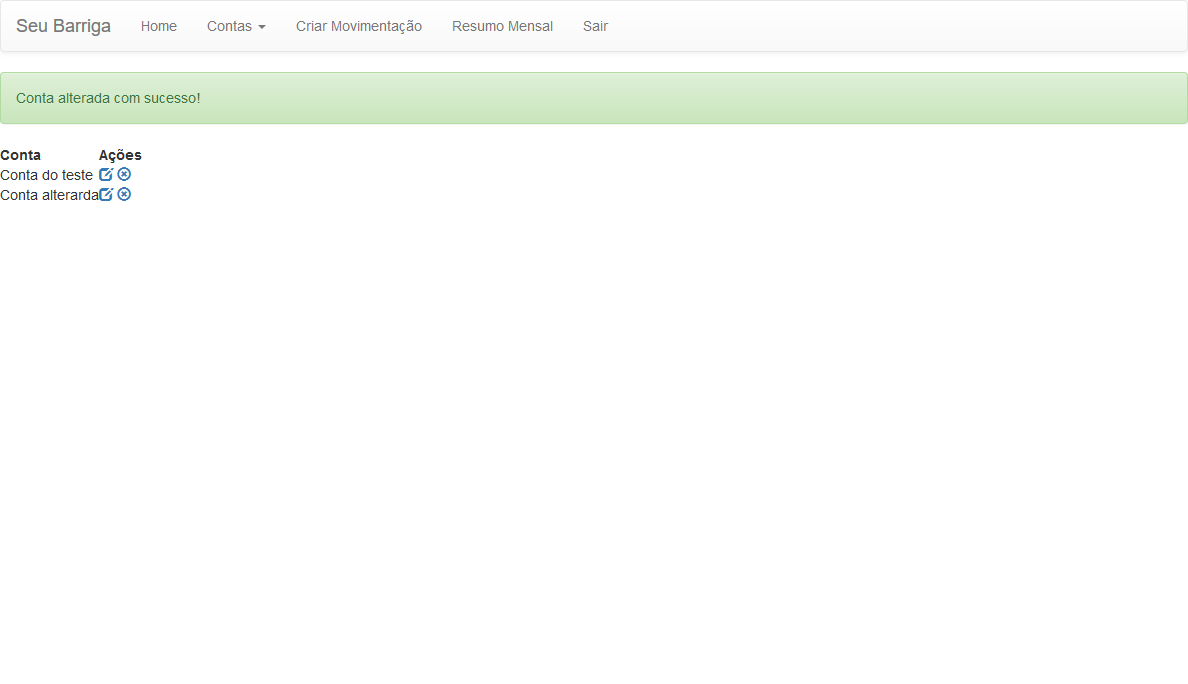 Seu Barriga Home Contas Criar Movimentação Resumo Mensal Sair
Conta alterada com sucesso!
Conta Ações
Conta do teste
Conta alterarda